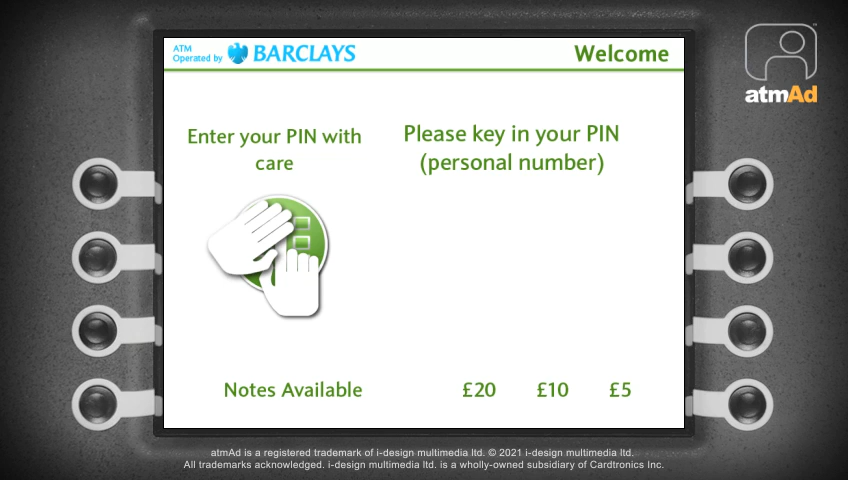 ATM
Operated by BARCLAYS
Welcome
atmAd™
Enter your PIN with
care
Please key in your PIN
(personal number)
Notes Available £20 £10 £5
atmAd is a registered trademark of i-design multimedia ltd. © 2021 i-design multimedia ltd.
All trademarks acknowledged. i-design multimedia ltd. is a wholly-owned subsidiary of Cardtronics Inc.